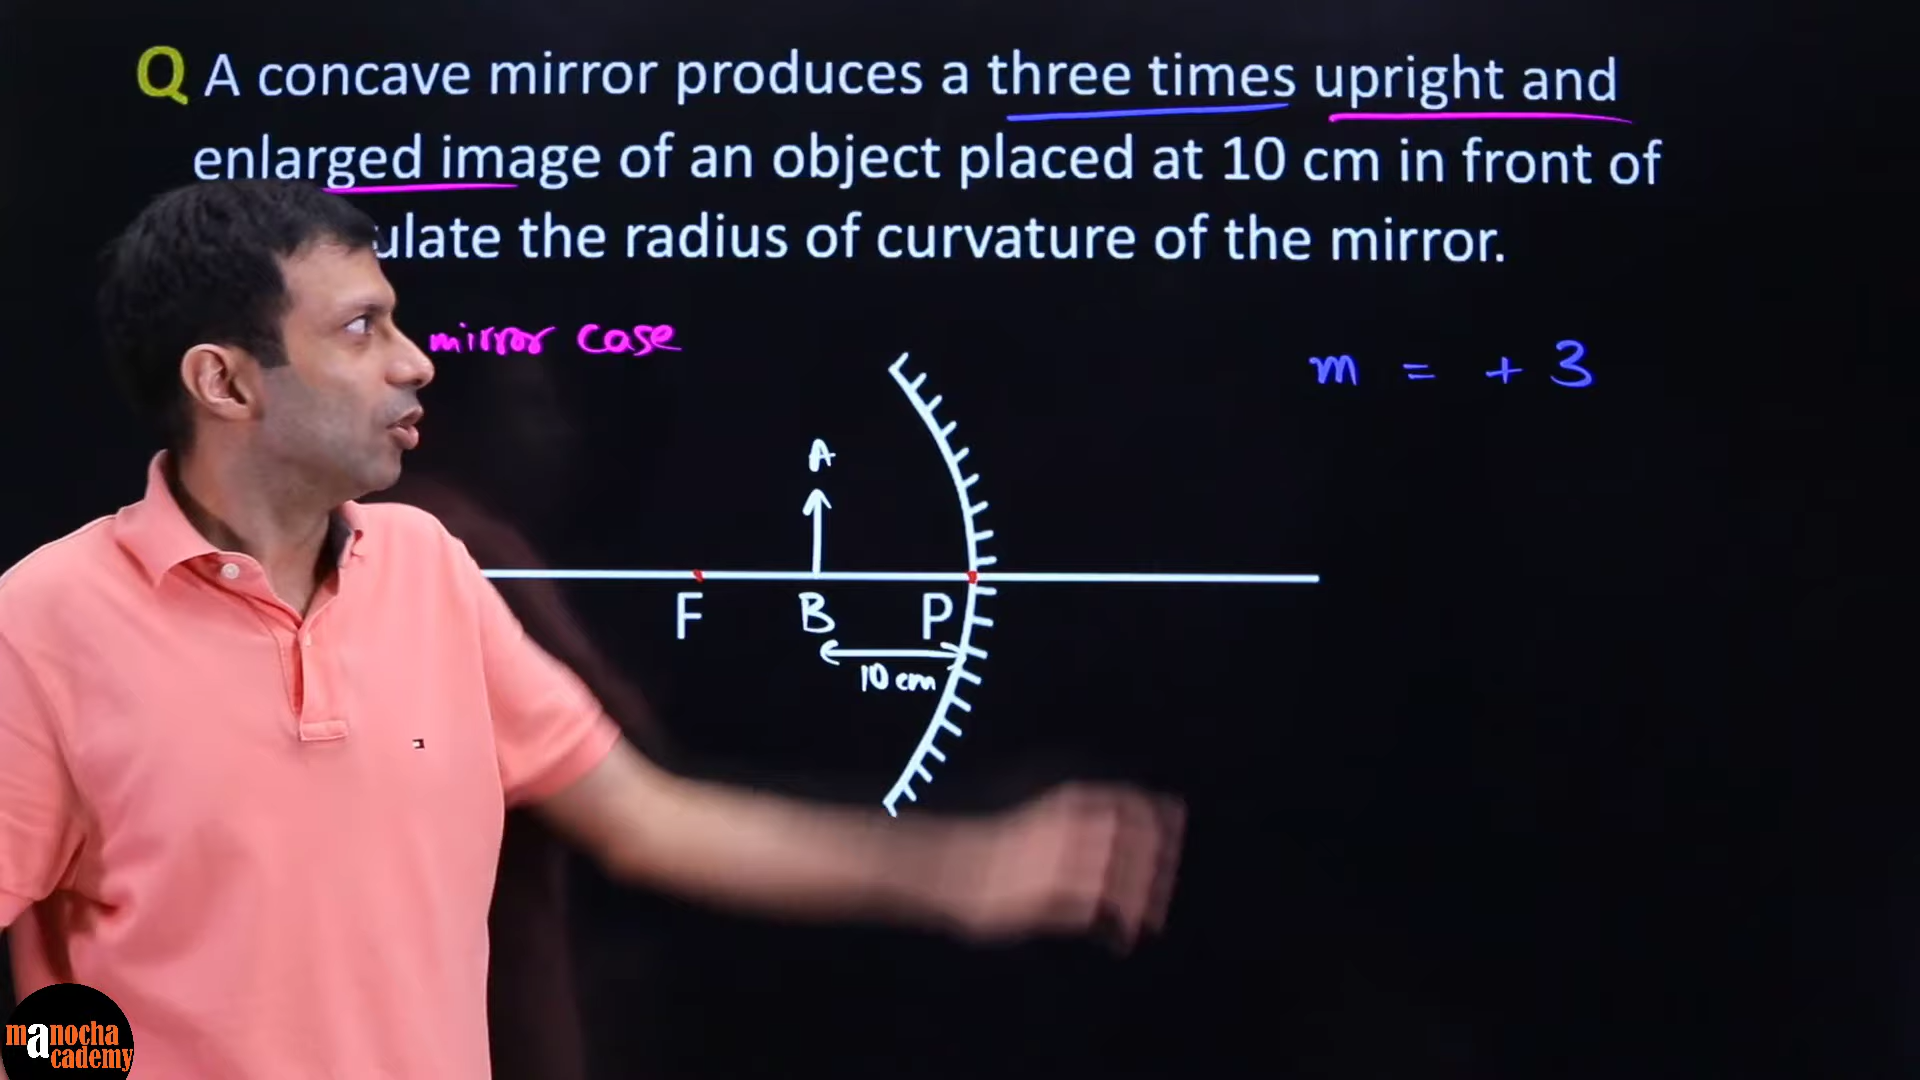 Q A concave mirror produces a three times upright and
enlarged image of an object placed at 10 cm in front of
ulate the radius of curvature of the mirror.
mirror case
m = + 3
A
F B P
10 cm
manocha
academy